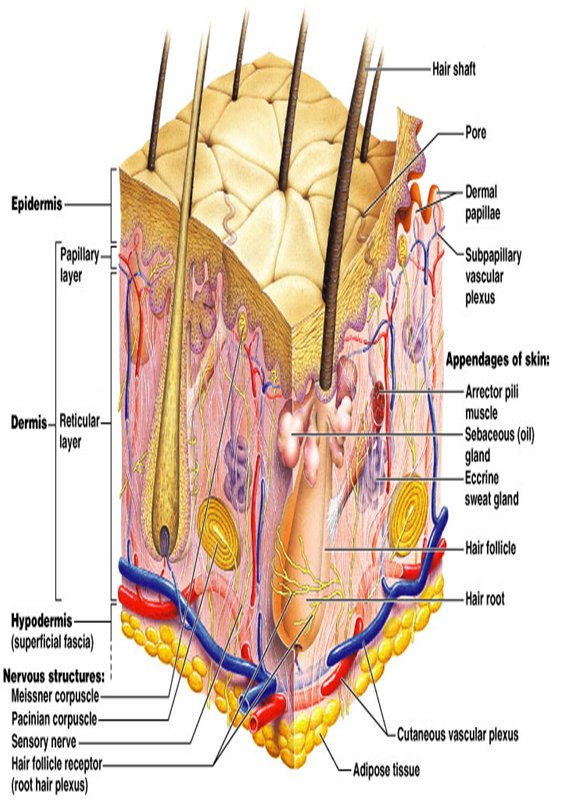 Hair shaft
Pore
Dermal
papillae
Subpapillary
vascular
plexus
Appendages of skin:
Arrector pili
muscle
Sebaceous (oil)
gland
Eccrine
sweat gland
Hair follicle
Hair root
Cutaneous vascular plexus
Adipose tissue
Epidermis
Papillary
layer
Dermis
Reticular
layer
Hypodermis
(superficial fascia)
Nervous structures:
Meissner corpuscle
Pacinian corpuscle
Sensory nerve
Hair follicle receptor
(root hair plexus)